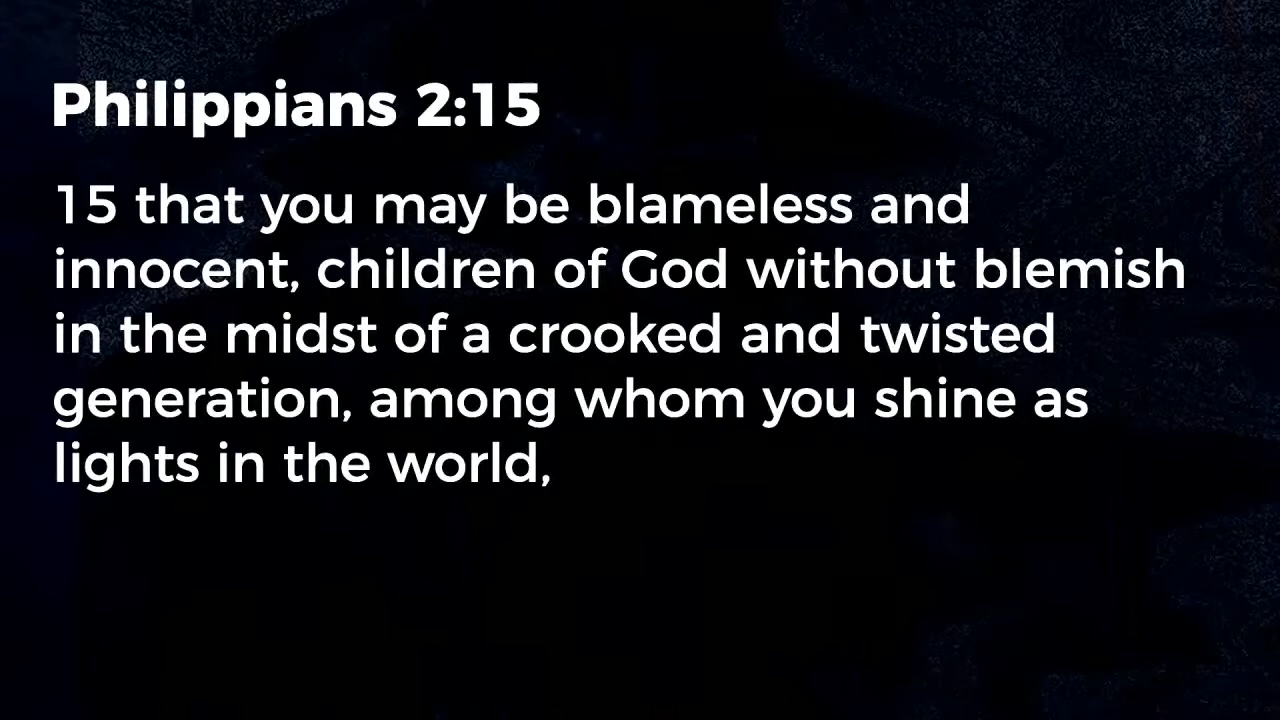 Philippians 2:15
15 that you may be blameless and
innocent, children of God without blemish
in the midst of a crooked and twisted
generation, among whom you shine as
lights in the world,